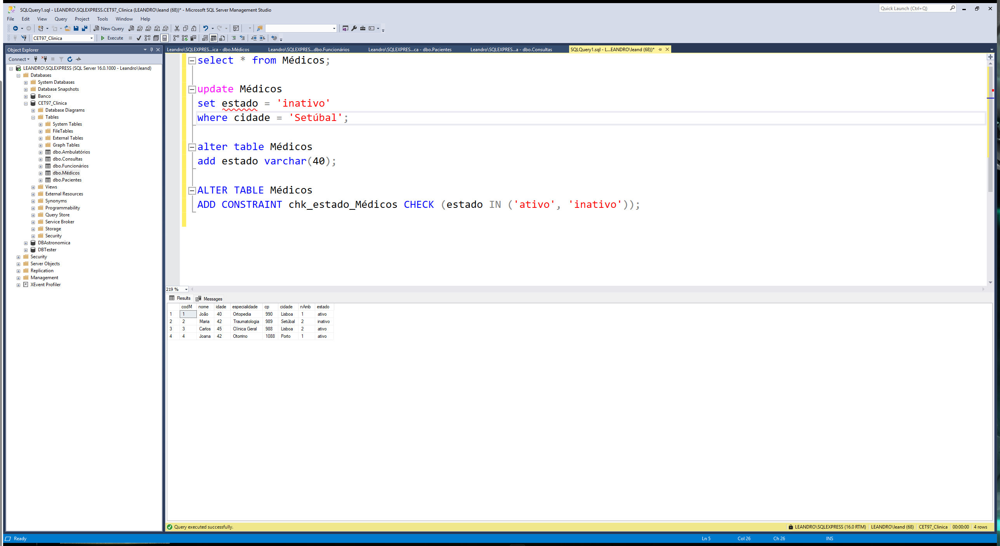 SQLQuery1.sql - LEANDRO\SQLEXPRESS.CET97_Clinica (LEANDRO\leand (68))* - Microsoft SQL Server Management Studio
Quick Launch (Ctrl+Q)
File Edit View Query Project Tools Window Help
New Query
CET97_Clinica Execute
Object Explorer
Connect
LEANDRO\SQLEXPRESS (SQL Server 16.0.1000 - Leandro\leand)
Databases
System Databases
Database Snapshots
Banco
CET97_Clinica
Database Diagrams
Tables
System Tables
FileTables
External Tables
Graph Tables
dbo.Ambulatórios
dbo.Consultas
dbo.Funcionários
dbo.Médicos
dbo.Pacientes
Views
External Resources
Synonyms
Programmability
Query Store
Service Broker
Storage
Security
DBAstronomica
DBTester
Security
Server Objects
Replication
Management
XEvent Profiler
Leandro\SQLEXPRES...ica - dbo.Médicos Leandro\SQLEXPRES...dbo.Funcionários Leandro\SQLEXPRES...ca - dbo.Pacientes Leandro\SQLEXPRES...a - dbo.Consultas SQLQuery1.sql - L...EANDRO\leand (68))*
select * from Médicos;
update Médicos
set estado = 'inativo'
where cidade = 'Setúbal';
alter table Médicos
add estado varchar(40);
ALTER TABLE Médicos
ADD CONSTRAINT chk_estado_Médicos CHECK (estado IN ('ativo', 'inativo'));
219 %
Results Messages
codM nome idade especialidade cp cidade nAmb estado
1 1 João 40 Ortopedia 990 Lisboa 1 ativo
2 2 Maria 42 Traumatologia 989 Setúbal 2 inativo
3 3 Carlos 45 Clínica Geral 988 Lisboa 2 ativo
4 4 Joana 42 Otorrino 1088 Porto 1 ativo
Query executed successfully.
LEANDRO\SQLEXPRESS (16.0 RTM) LEANDRO\leand (68) CET97_Clinica 00:00:00 4 rows
Ready
Ln 5 Col 26 Ch 26 INS